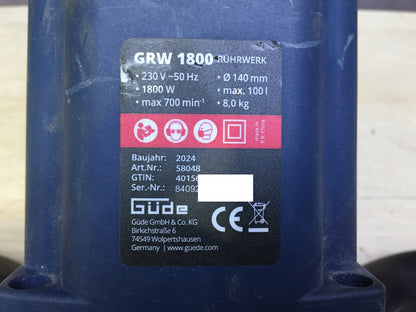 GRW 1800 RÜHRWERK
• 230 V ~50 Hz • Ø 140 mm
• 1800 W • max. 100 l
• max 700 min⁻¹ • 8,0 kg
Baujahr: 2024
Art.Nr.: 58048
GTIN: 4015
Ser.-Nr.: 8409
Güde
Güde GmbH & Co. KG
Birkichstraße 6
74549 Wolpertshausen
Germany | www.guede.com
CE